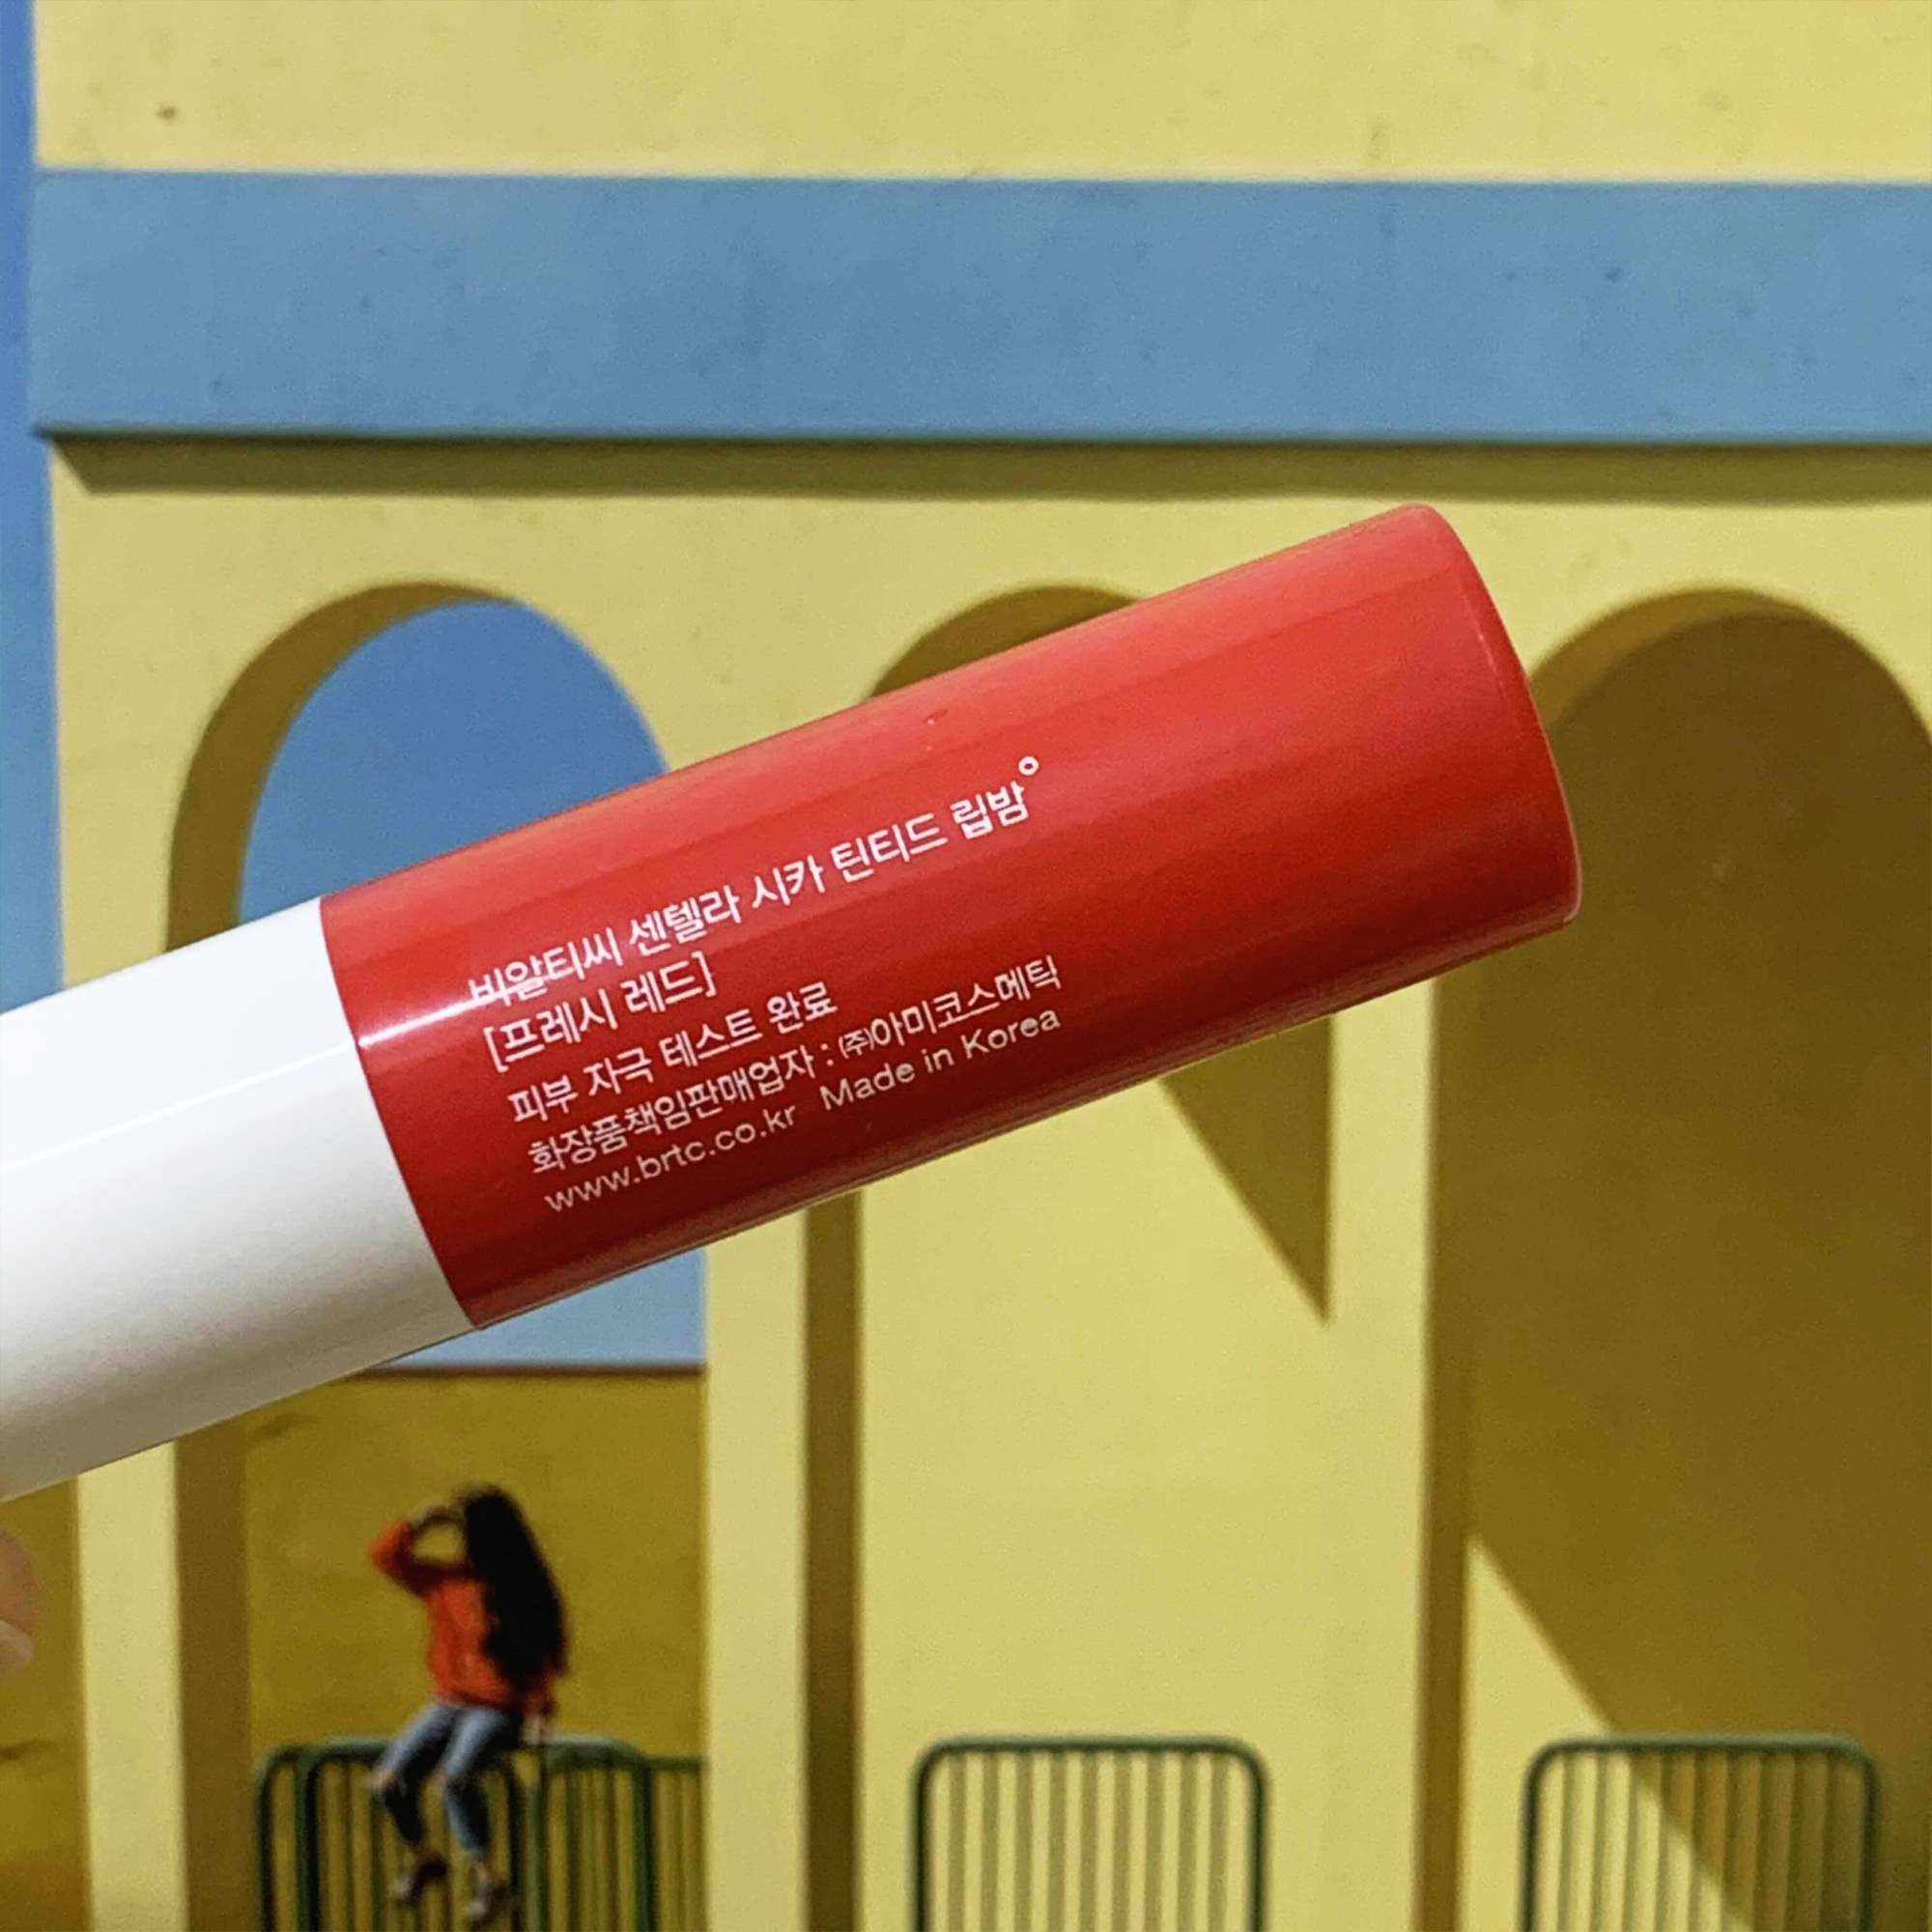 비알티씨 센텔라 시카 틴티드 립밤
[프레시 레드]
피부 자극 테스트 완료
화장품책임판매업자 : ㈜아미코스메틱
www.brtc.co.kr Made in Korea